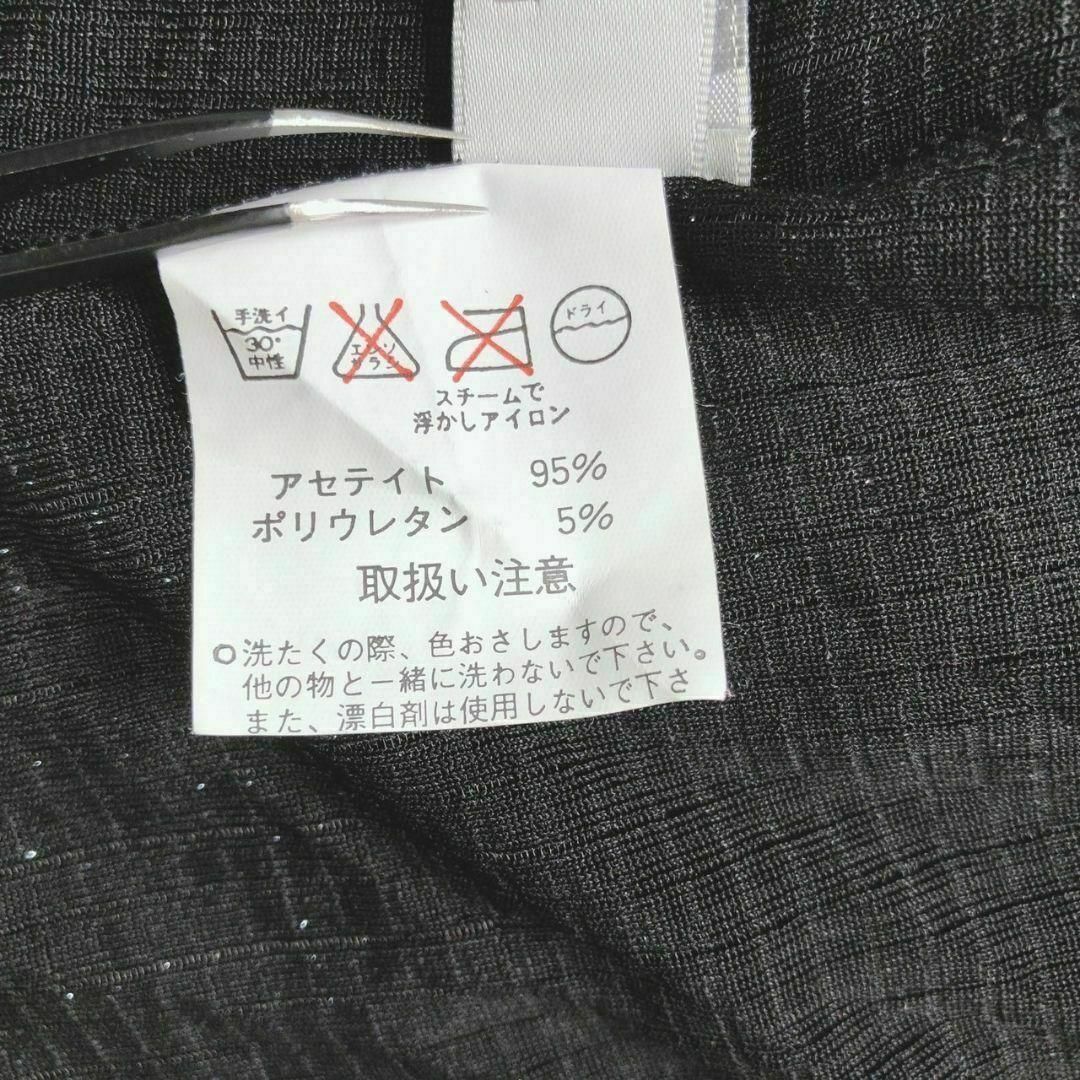 手洗イ
30°
中性
エンソ
サラシ
ドライ
スチームで
浮かしアイロン
アセテイト 95%
ポリウレタン 5%
取扱い注意
○洗たくの際、色おさしますので、
他の物と一緒に洗わないで下さい。
また、漂白剤は使用しないで下さ